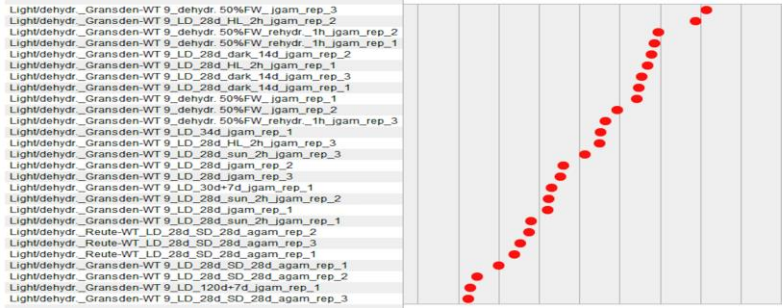 Light/dehydr._Gransden-WT 9_dehydr. 50%FW_ jgam_rep_3
Light/dehydr._Gransden-WT 9_LD_28d_HL_2h_jgam_rep_2
Light/dehydr._Gransden-WT 9_dehydr. 50%FW_rehydr._1h_jgam_rep_2
Light/dehydr._Gransden-WT 9_dehydr. 50%FW_rehydr._1h_jgam_rep_1
Light/dehydr._Gransden-WT 9_LD_28d_dark_14d_jgam_rep_2
Light/dehydr._Gransden-WT 9_LD_28d_HL_2h_jgam_rep_1
Light/dehydr._Gransden-WT 9_LD_28d_dark_14d_jgam_rep_3
Light/dehydr._Gransden-WT 9_LD_28d_dark_14d_jgam_rep_1
Light/dehydr._Gransden-WT 9_dehydr. 50%FW_ jgam_rep_1
Light/dehydr._Gransden-WT 9_dehydr. 50%FW_ jgam_rep_2
Light/dehydr._Gransden-WT 9_dehydr. 50%FW_rehydr._1h_jgam_rep_3
Light/dehydr._Gransden-WT 9_LD_34d_jgam_rep_1
Light/dehydr._Gransden-WT 9_LD_28d_HL_2h_jgam_rep_3
Light/dehydr._Gransden-WT 9_LD_28d_sun_2h_jgam_rep_3
Light/dehydr._Gransden-WT 9_LD_28d_jgam_rep_2
Light/dehydr._Gransden-WT 9_LD_28d_jgam_rep_3
Light/dehydr._Gransden-WT 9_LD_30d+7d_jgam_rep_1
Light/dehydr._Gransden-WT 9_LD_28d_sun_2h_jgam_rep_2
Light/dehydr._Gransden-WT 9_LD_28d_jgam_rep_1
Light/dehydr._Gransden-WT 9_LD_28d_sun_2h_jgam_rep_1
Light/dehydr._Reute-WT_LD_28d_SD_28d_agam_rep_2
Light/dehydr._Reute-WT_LD_28d_SD_28d_agam_rep_3
Light/dehydr._Reute-WT_LD_28d_SD_28d_agam_rep_1
Light/dehydr._Gransden-WT 9_LD_28d_SD_28d_agam_rep_1
Light/dehydr._Gransden-WT 9_LD_28d_SD_28d_agam_rep_2
Light/dehydr._Gransden-WT 9_LD_120d+7d_jgam_rep_1
Light/dehydr._Gransden-WT 9_LD_28d_SD_28d_agam_rep_3